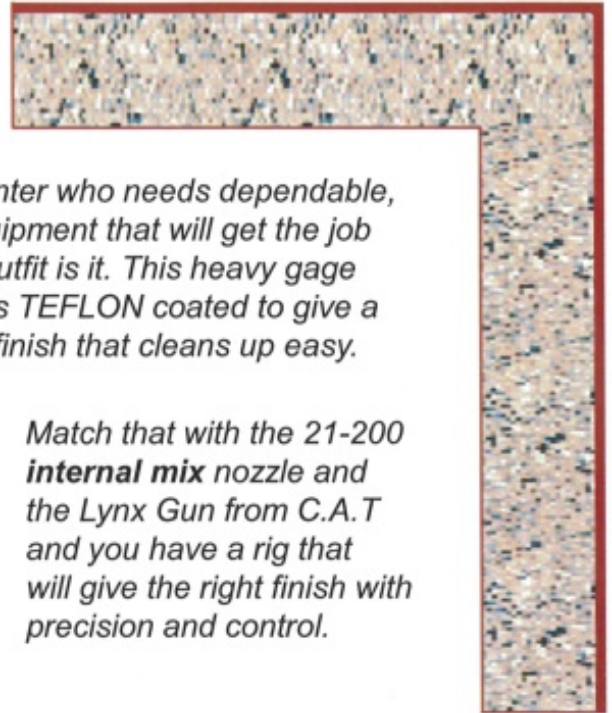 who needs dependable,
that will get the job
is it. This heavy gage
TEFLON coated to give a
finish that cleans up easy.
Match that with the 21-200
internal mix nozzle and
the Lynx Gun from C.A.T
and you have a rig that
will give the right finish with
precision and control.